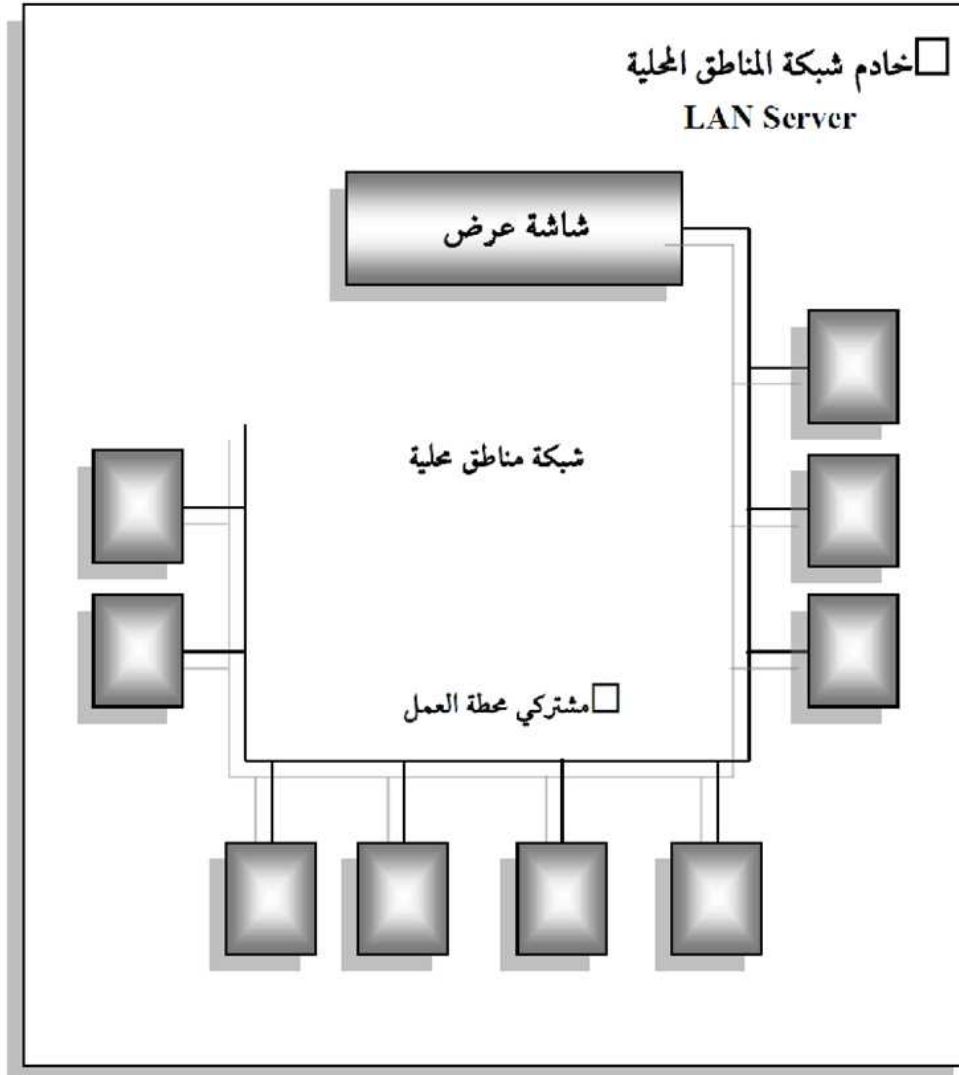 خادم شبكة المناطق المحلية
LAN Server
شاشة عرض
شبكة مناطق محلية
مشتركي محطة العمل